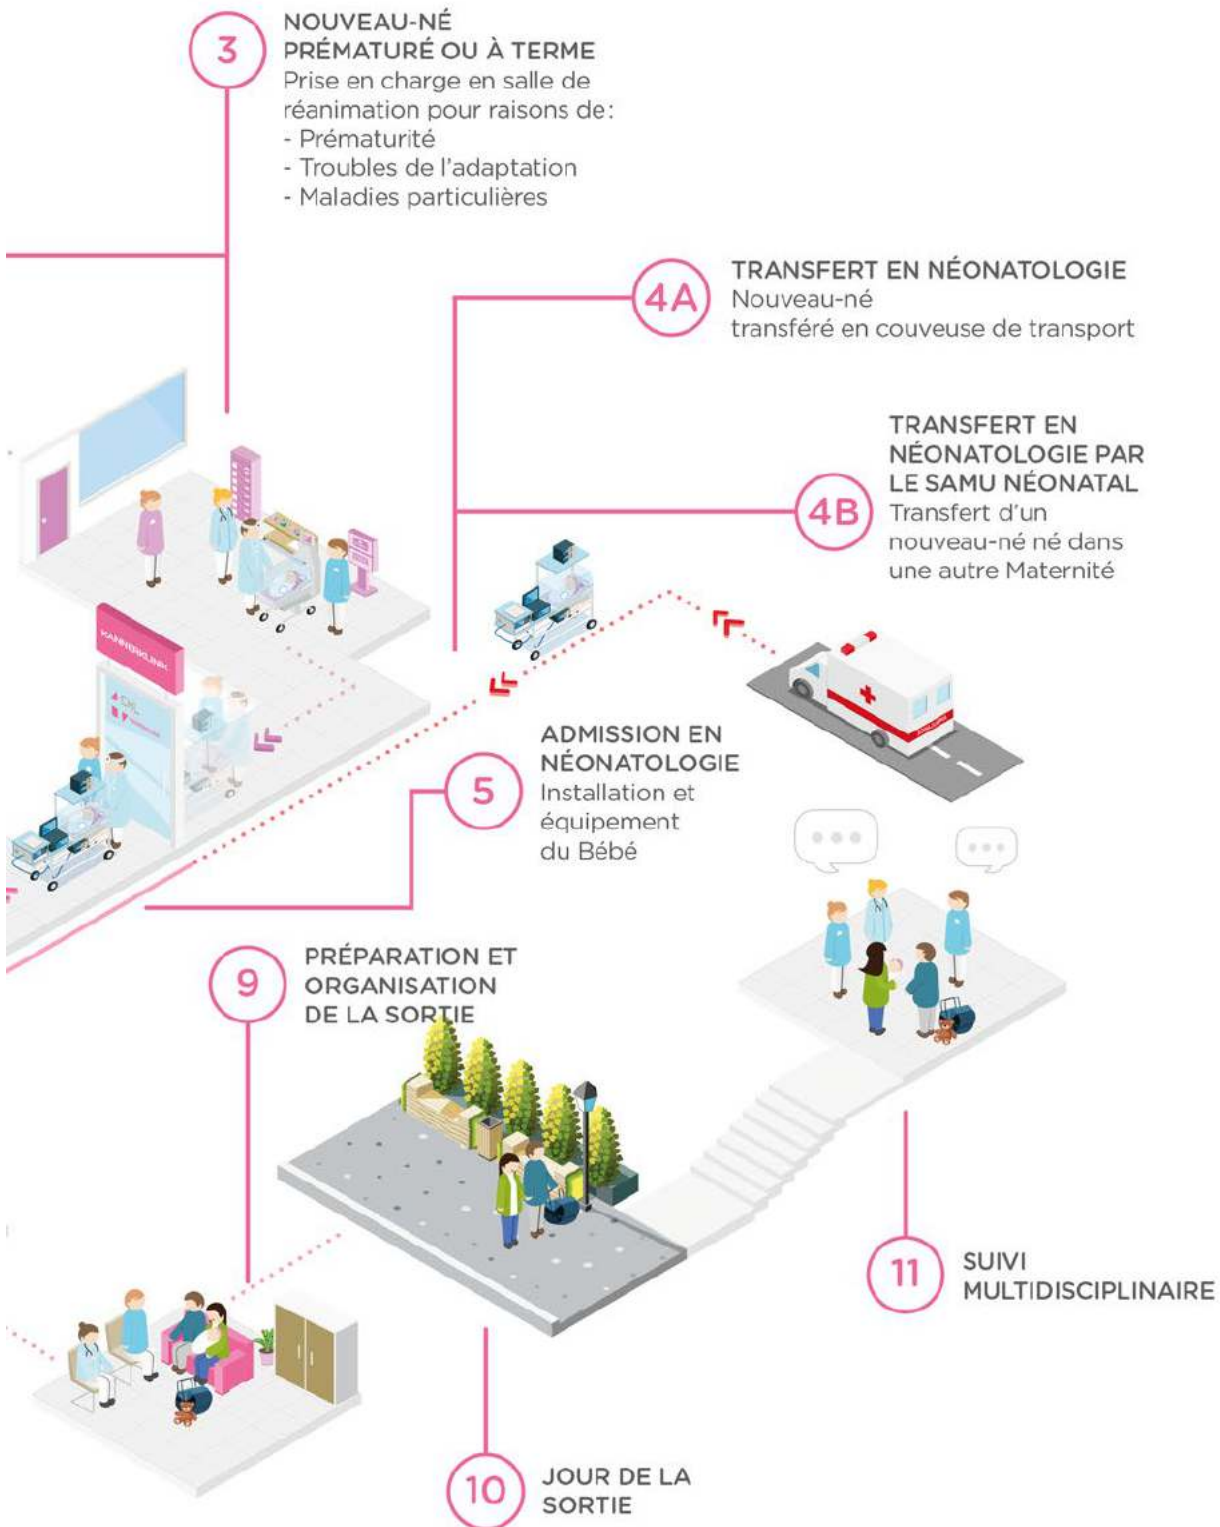 3
NOUVEAU-NÉ
PRÉMATURÉ OU À TERME
Prise en charge en salle de
réanimation pour raisons de:
- Prématurité
- Troubles de l'adaptation
- Maladies particulières
4A
TRANSFERT EN NÉONATOLOGIE
Nouveau-né
transféré en couveuse de transport
4B
TRANSFERT EN
NÉONATOLOGIE PAR
LE SAMU NÉONATAL
Transfert d'un
nouveau-né né dans
une autre Maternité
KANNERKLINIK
CHL
AMBULANCE
5
ADMISSION EN
NÉONATOLOGIE
Installation et
équipement
du Bébé
9
PRÉPARATION ET
ORGANISATION
DE LA SORTIE
11
SUIVI
MULTIDISCIPLINAIRE
10
JOUR DE LA
SORTIE